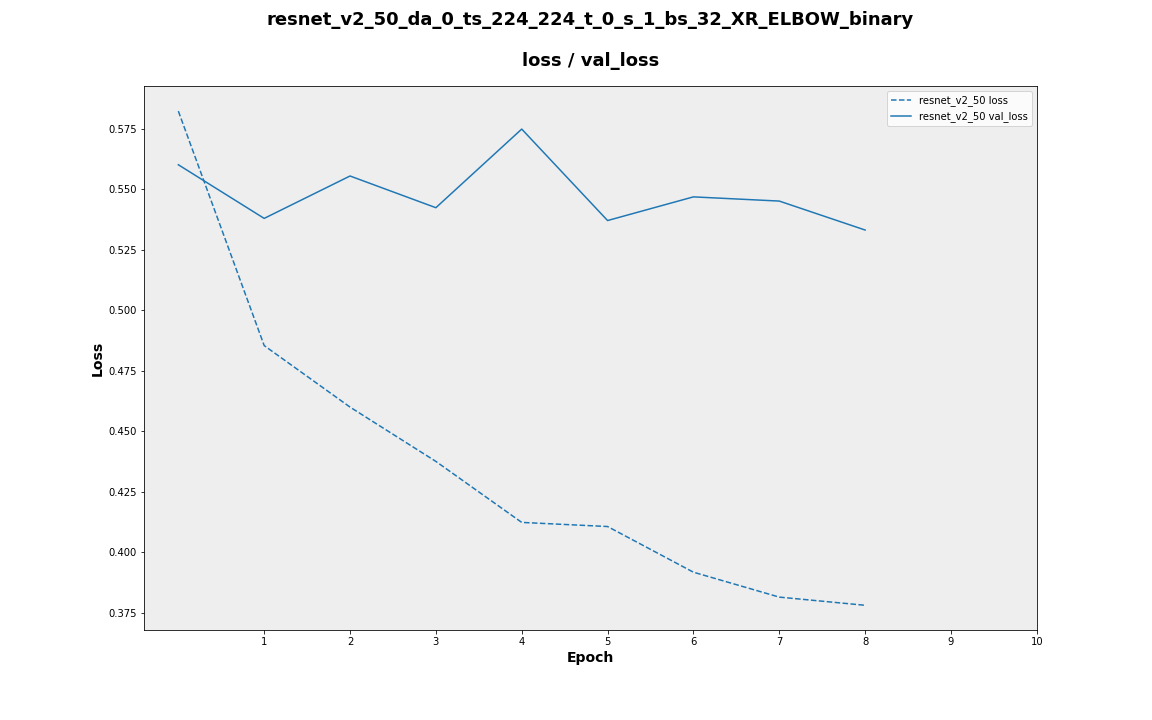 resnet_v2_50_da_0_ts_224_224_t_0_s_1_bs_32_XR_ELBOW_binary
loss / val_loss
resnet_v2_50 loss
resnet_v2_50 val_loss
0.575
0.550
0.525
0.500
0.475
0.450
0.425
0.400
0.375
Loss
1 2 3 4 5 6 7 8 9 10
Epoch